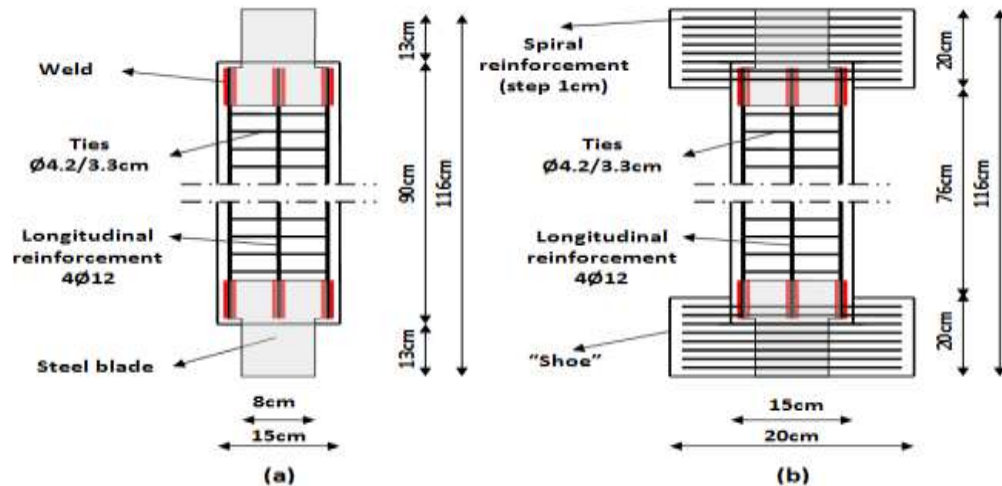 Weld
Ties
Ø4.2/3.3cm
Longitudinal
reinforcement
4Ø12
Steel blade
13cm
90cm
13cm
116cm
8cm
15cm
(a)
Spiral
reinforcement
(step 1cm)
Ties
Ø4.2/3.3cm
Longitudinal
reinforcement
4Ø12
"Shoe"
20cm
76cm
20cm
116cm
15cm
20cm
(b)